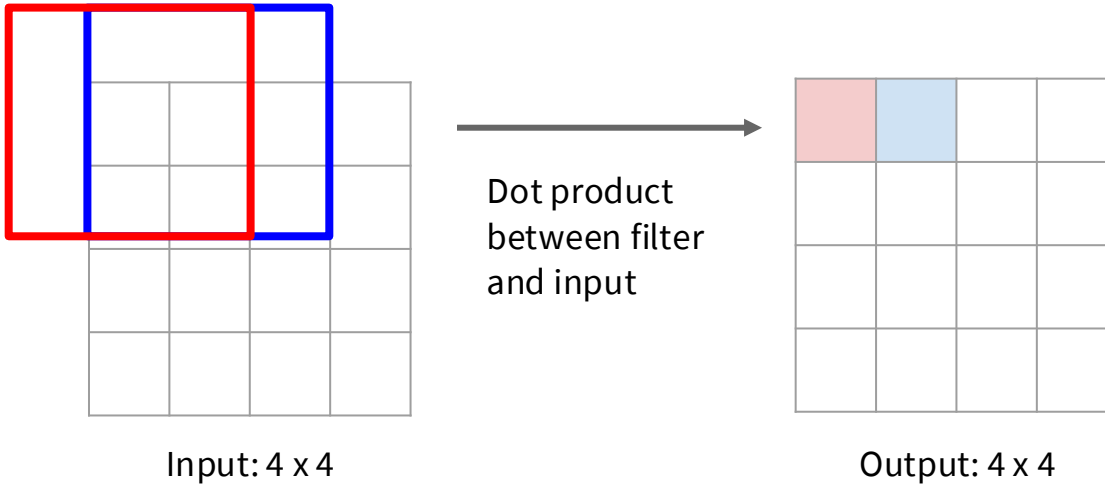 Dot product
between filter
and input
Input: 4 x 4
Output: 4 x 4